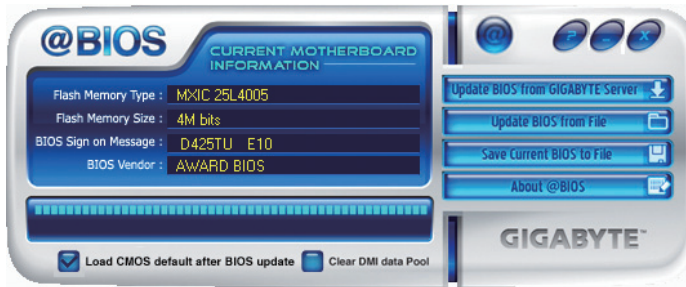 @BIOS
CURRENT MOTHERBOARD
INFORMATION
Flash Memory Type : MXIC 25L4005
Flash Memory Size : 4M bits
BIOS Sign on Message : D425TU E10
BIOS Vendor : AWARD BIOS
Load CMOS default after BIOS update
Clear DMI data Pool
@
? _ X
Update BIOS from GIGABYTE Server
Update BIOS from File
Save Current BIOS to File
About @BIOS
GIGABYTE™